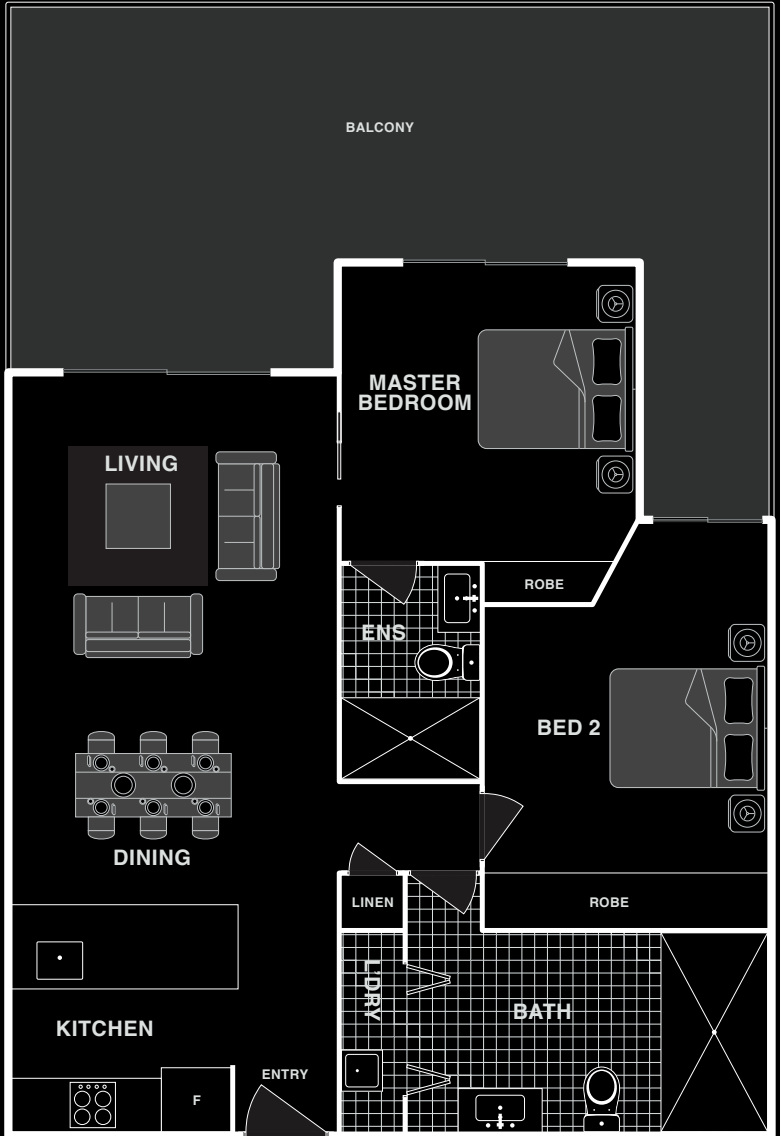 BALCONY
MASTER
BEDROOM
LIVING
ROBE
ENS
BED 2
DINING
LINEN
ROBE
L'DRY
BATH
KITCHEN
ENTRY
F